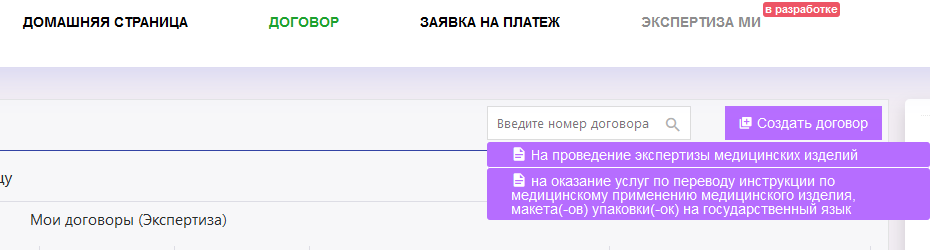 в разработке
ДОМАШНЯЯ СТРАНИЦА ДОГОВОР ЗАЯВКА НА ПЛАТЕЖ ЭКСПЕРТИЗА МИ
Введите номер договора Создать договор
На проведение экспертизы медицинских изделий
цу
на оказание услуг по переводу инструкции по
медицинскому применению медицинского изделия,
макета(-ов) упаковки(-ок) на государственный язык
Мои договоры (Экспертиза)